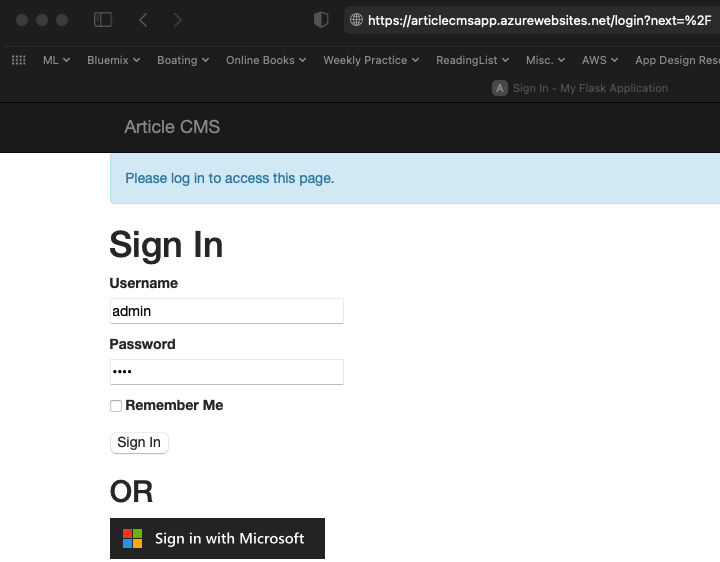 https://articlecmsapp.azurewebsites.net/login?next=%2F
ML Bluemix Boating Online Books Weekly Practice ReadingList Misc. AWS App Design
A Sign In - My Flask Application
Article CMS
Please log in to access this page.
Sign In
Username
admin
Password
••••
Remember Me
Sign In
OR
Sign in with Microsoft